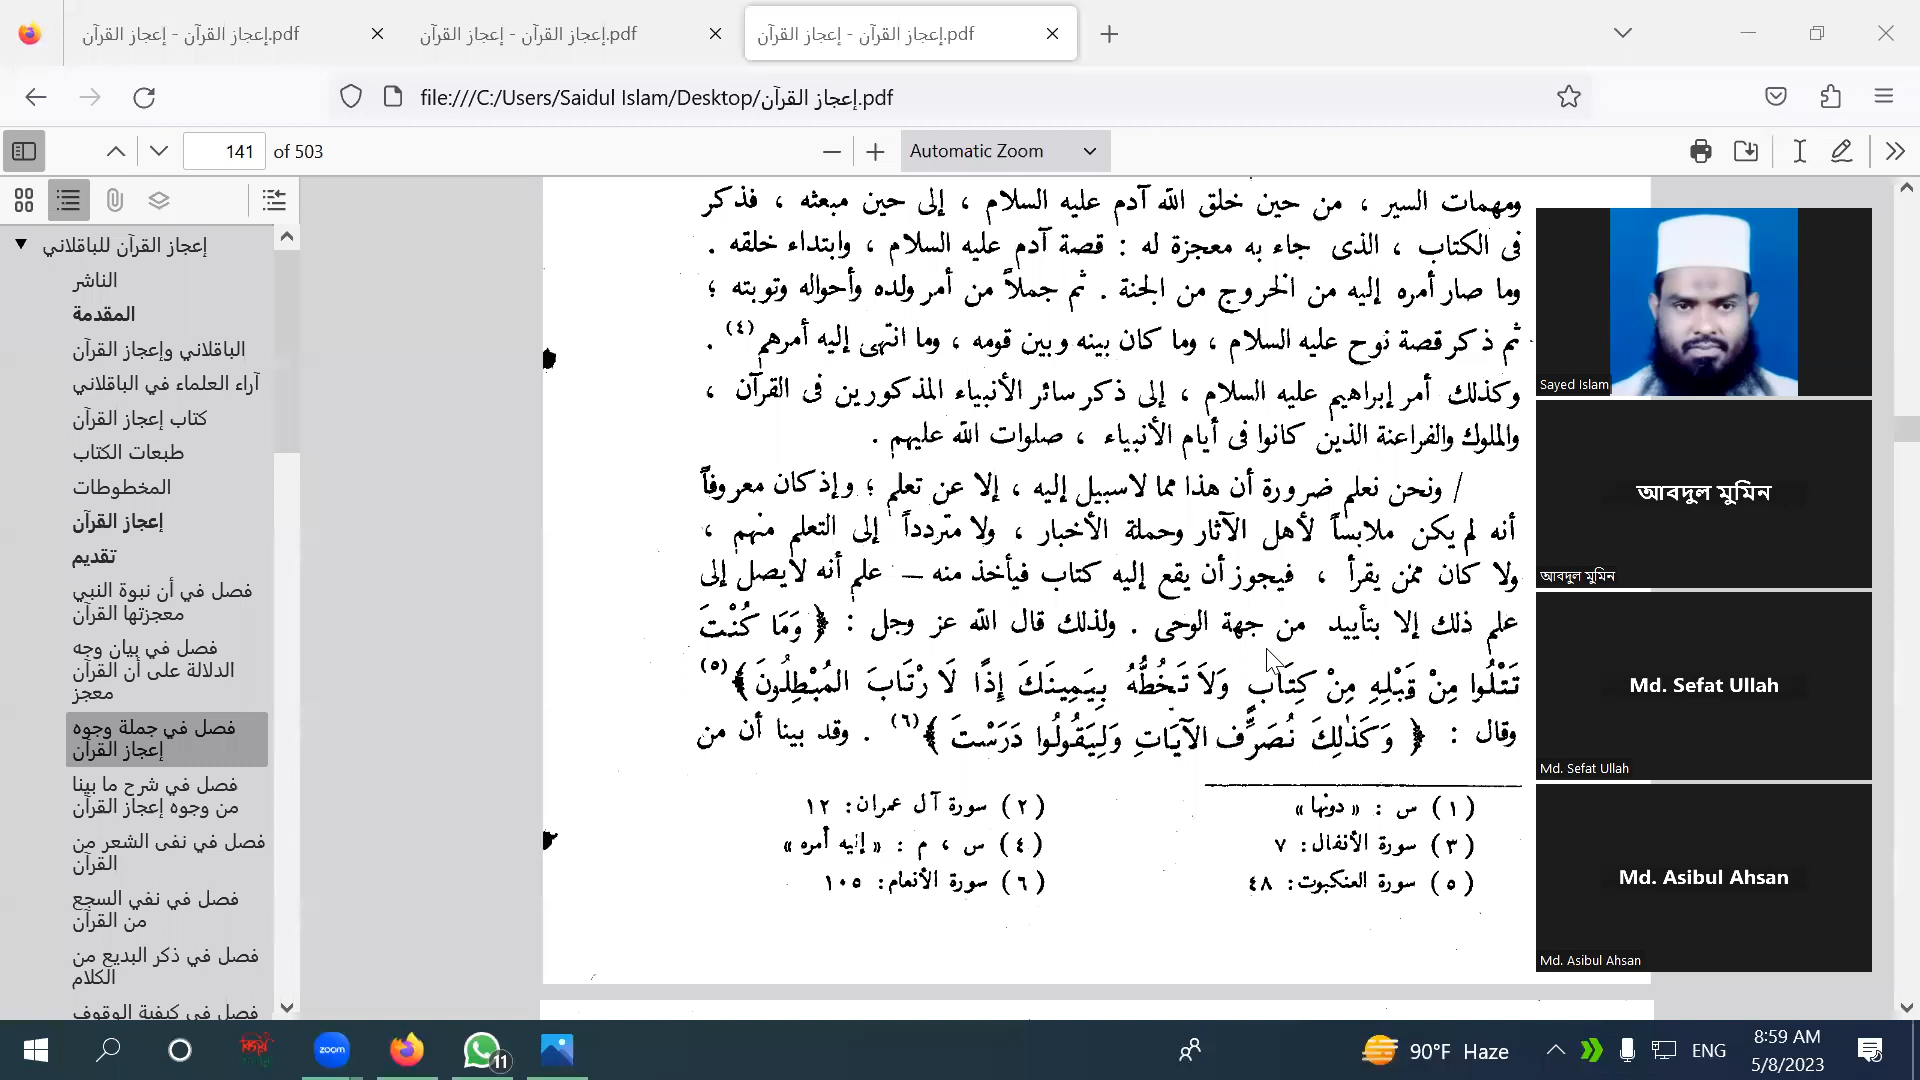 إعجاز القرآن - إعجاز القرآن.pdf
إعجاز القرآن - إعجاز القرآن.pdf
إعجاز القرآن - إعجاز القرآن.pdf
file:///C:/Users/Saidul Islam/Desktop/إعجاز القرآن.pdf
141 of 503
Automatic Zoom
إعجاز القرآن للباقلاني
الناشر
المقدمة
الباقلاني وإعجاز القرآن
آراء العلماء في الباقلاني
كتاب إعجاز القرآن
طبعات الكتاب
المخطوطات
إعجاز القرآن
تقديم
فصل في أن نبوة النبي
معجزتها القرآن
فصل في بيان وجه
الدلالة على أن القرآن
معجز
فصل في جملة وجوه
إعجاز القرآن
فصل في شرح ما بينا
من وجوه إعجاز القرآن
فصل في نفى الشعر من
القرآن
فصل في نفي السجع
من القرآن
فصل في ذكر البديع من
الكلام
فصل في كيفية الوقوف
ومهمات السير ، من حين خلق الله آدم عليه السلام ، إلى حين مبعثه ، فذكر
فى الكتاب ، الذى جاء به معجزة له : قصة آدم عليه السلام ، وابتداء خلقه .
وما صار أمره إليه من الخروج من الجنة . ثم جملاً من أمر ولده وأحواله وتوبته ؛
ثم ذكر قصة نوح عليه السلام ، وما كان بينه وبين قومه ، وما انتهى إليه أمرهم (٤) .
وكذلك أمر إبراهيم عليه السلام ، إلى ذكر سائر الأنبياء المذكورين فى القرآن ،
والملوك والفراعنة الذين كانوا فى أيام الأنبياء ، صلوات الله عليهم .
/ ونحن نعلم ضرورة أن هذا مما لاسبيل إليه ، إلا عن تعلم ؛ وإذ كان معروفاً
أنه لم يكن ملابساً لأهل الآثار وحملة الأخبار ، ولا متردداً إلى التعلم منهم ،
ولا كان ممن يقرأ ، فيجوز أن يقع إليه كتاب فيأخذ منه – علم أنه لايصل إلى
علم ذلك إلا بتأييد من جهة الوحى . ولذلك قال الله عز وجل : ﴿ وَمَا كُنْتَ
تَتْلُوا مِنْ قَبْلِهِ مِنْ كِتَابٍ وَلاَ تَخُطُّهُ بِيَمِينَكَ إِذًا لَا رْتَابَ المُبْطِلُونَ﴾ (٥)
وقال : ﴿ وَكَذٰلِكَ نُصَرِّف الآيَاتِ وَلِيَقُولُوا دَرَسْتَ ﴾ (٦) . وقد بينا أن من
(١) س : « دونها»
(٢) سورة آل عمران: ١٢
(٣) سورة الأنفال: ٧
(٤) س ، م : « إليه أمره »
(٥) سورة العنكبوت: ٤٨
(٦) سورة الأنعام: ١٠٥
Sayed Islam
আবদুল মুমিন
আবদুল মুমিন
Md. Sefat Ullah
Md. Sefat Ullah
Md. Asibul Ahsan
Md. Asibul Ahsan
zoom
11
90°F Haze
ENG
8:59 AM
5/8/2023